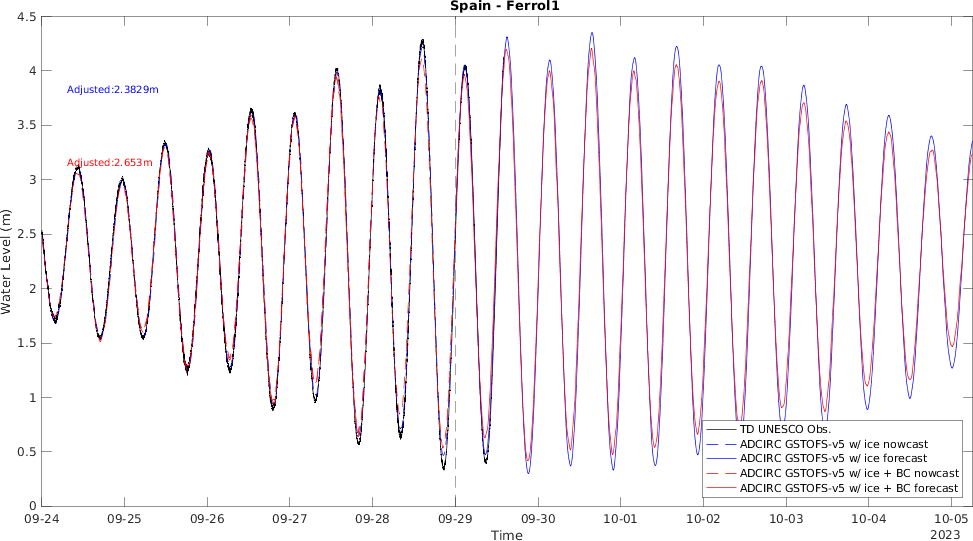 Spain - Ferrol1
4.5
4
3.5
3
2.5
2
1.5
1
0.5
0
Water Level (m)
Adjusted:2.3829m
Adjusted:2.653m
TD UNESCO Obs.
ADCIRC GSTOFS-v5 w/ ice nowcast
ADCIRC GSTOFS-v5 w/ ice forecast
ADCIRC GSTOFS-v5 w/ ice + BC nowcast
ADCIRC GSTOFS-v5 w/ ice + BC forecast
09-24 09-25 09-26 09-27 09-28 09-29 09-30 10-01 10-02 10-03 10-04 10-05
2023
Time